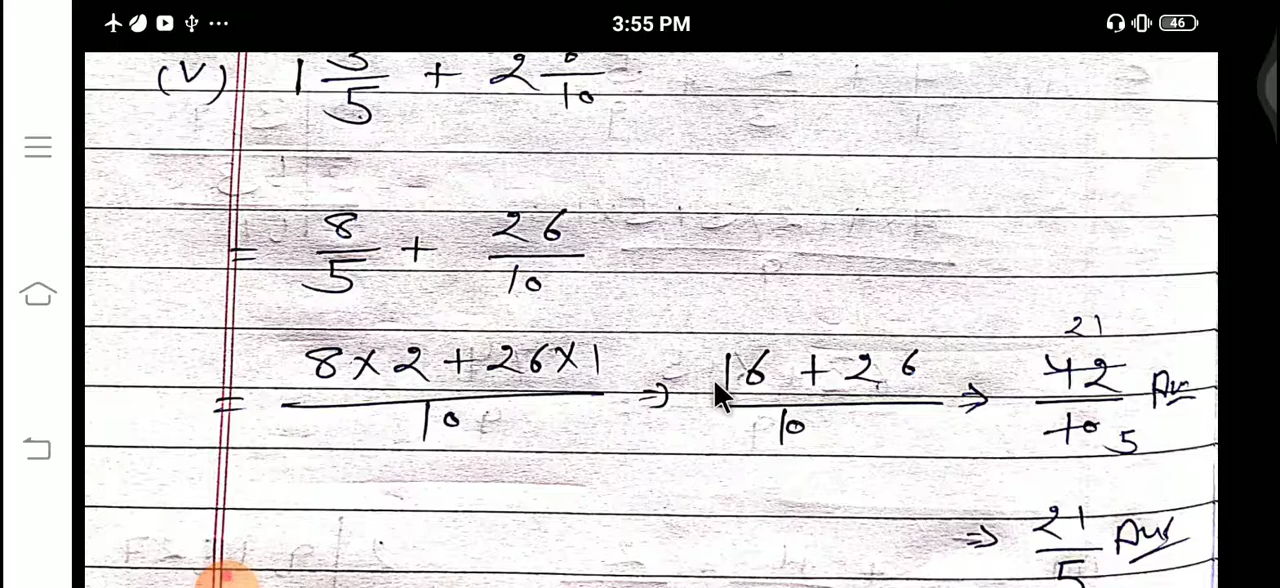 3:55 PM
46
(V) 1 3/5 + 2 6/10
= 8/5 + 26/10
= 8×2+26×1/10 ⇒ 16+26/10 ⇒ 42/10 21 5 Ans
⇒ 21/5 Ans